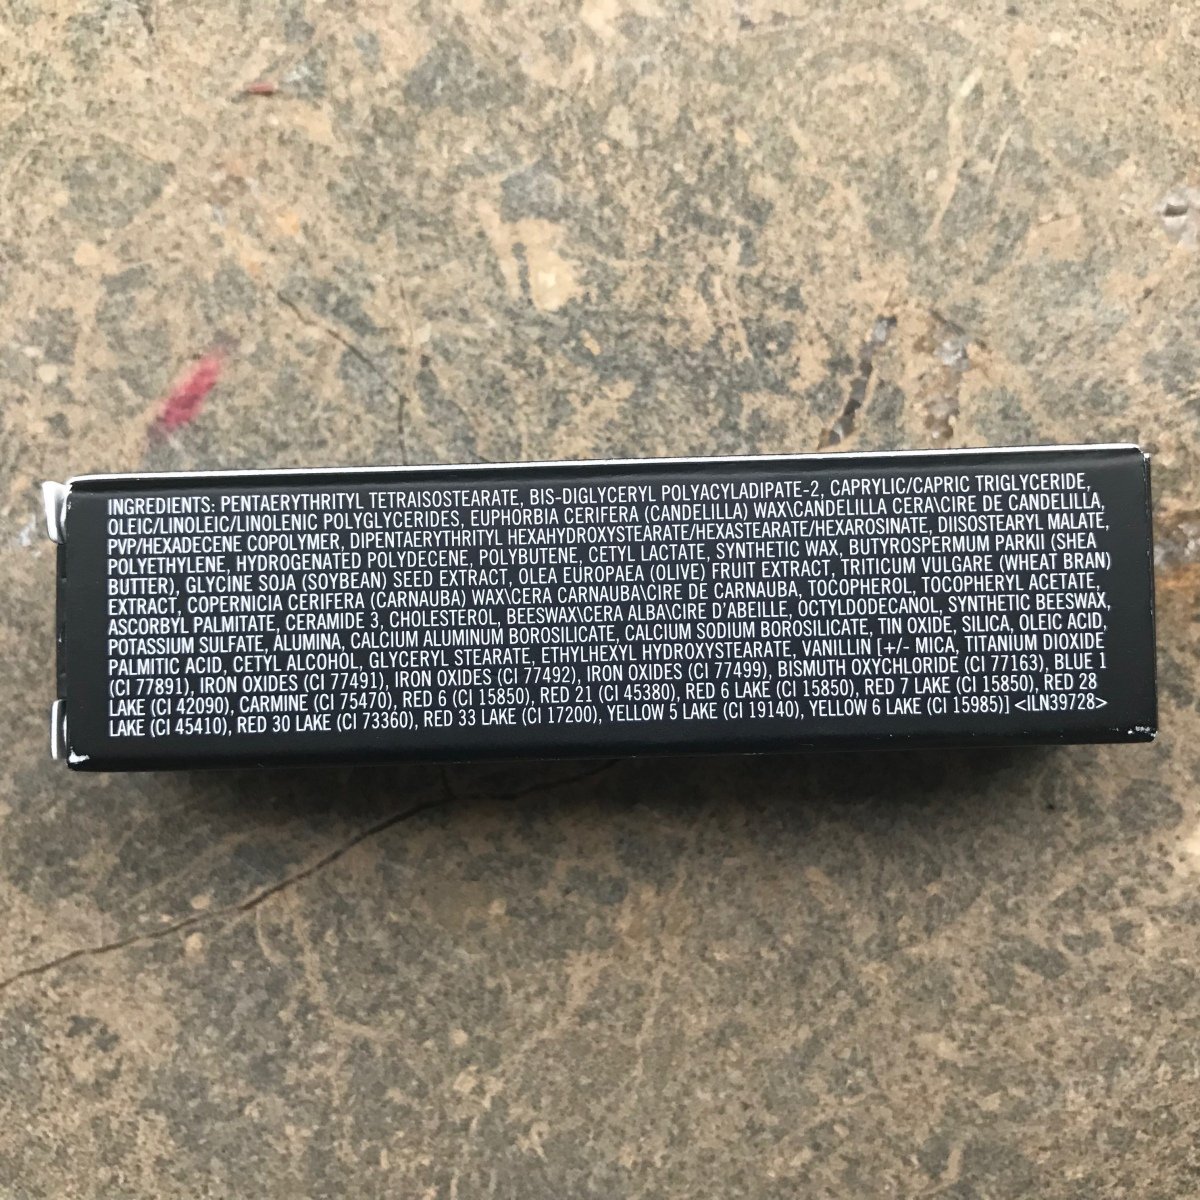 INGREDIENTS: PENTAERYTHRITYL TETRAISOSTEARATE, BIS-DIGLYCERYL POLYACYLADIPATE-2, CAPRYLIC/CAPRIC TRIGLYCERIDE,
OLEIC/LINOLEIC/LINOLENIC POLYGLYCERIDES, EUPHORBIA CERIFERA (CANDELILLA) WAX\CANDELILLA CERA\CIRE DE CANDELILLA,
PVP/HEXADECENE COPOLYMER, DIPENTAERYTHRITYL HEXAHYDROXYSTEARATE/HEXASTEARATE/HEXAROSINATE, DIISOSTEARYL MALATE,
POLYETHYLENE, HYDROGENATED POLYDECENE, POLYBUTENE, CETYL LACTATE, SYNTHETIC WAX, BUTYROSPERMUM PARKII (SHEA
BUTTER), GLYCINE SOJA (SOYBEAN) SEED EXTRACT, OLEA EUROPAEA (OLIVE) FRUIT EXTRACT, TRITICUM VULGARE (WHEAT BRAN)
EXTRACT, COPERNICIA CERIFERA (CARNAUBA) WAX\CERA CARNAUBA\CIRE DE CARNAUBA, TOCOPHEROL, TOCOPHERYL ACETATE,
ASCORBYL PALMITATE, CERAMIDE 3, CHOLESTEROL, BEESWAX\CERA ALBA\CIRE D'ABEILLE, OCTYLDODECANOL, SYNTHETIC BEESWAX,
POTASSIUM SULFATE, ALUMINA, CALCIUM ALUMINUM BOROSILICATE, CALCIUM SODIUM BOROSILICATE, TIN OXIDE, SILICA, OLEIC ACID,
PALMITIC ACID, CETYL ALCOHOL, GLYCERYL STEARATE, ETHYLHEXYL HYDROXYSTEARATE, VANILLIN [+/- MICA, TITANIUM DIOXIDE
(CI 77891), IRON OXIDES (CI 77491), IRON OXIDES (CI 77492), IRON OXIDES (CI 77499), BISMUTH OXYCHLORIDE (CI 77163), BLUE 1
LAKE (CI 42090), CARMINE (CI 75470), RED 6 (CI 15850), RED 21 (CI 45380), RED 6 LAKE (CI 15850), RED 7 LAKE (CI 15850), RED 28
LAKE (CI 45410), RED 30 LAKE (CI 73360), RED 33 LAKE (CI 17200), YELLOW 5 LAKE (CI 19140), YELLOW 6 LAKE (CI 15985)] <ILN39728>